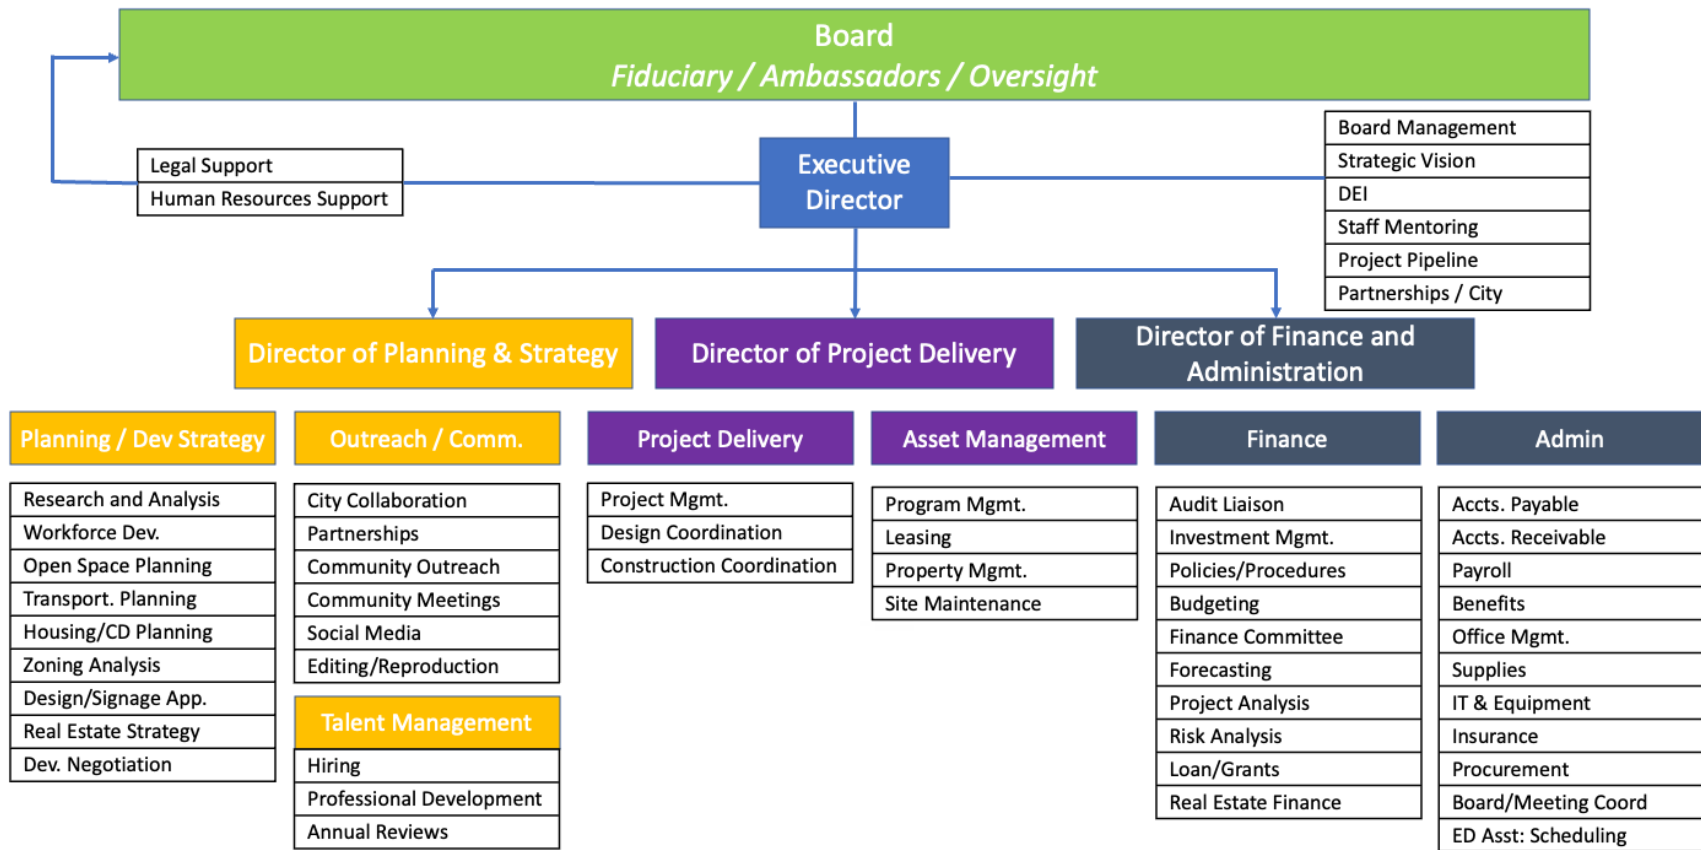 Board
Fiduciary / Ambassadors / Oversight
Legal Support
Human Resources Support
Executive
Director
Board Management
Strategic Vision
DEI
Staff Mentoring
Project Pipeline
Partnerships / City
Director of Planning & Strategy
Director of Project Delivery
Director of Finance and
Administration
Planning / Dev Strategy
Research and Analysis
Workforce Dev.
Open Space Planning
Transport. Planning
Housing/CD Planning
Zoning Analysis
Design/Signage App.
Real Estate Strategy
Dev. Negotiation
Outreach / Comm.
City Collaboration
Partnerships
Community Outreach
Community Meetings
Social Media
Editing/Reproduction
Talent Management
Hiring
Professional Development
Annual Reviews
Project Delivery
Project Mgmt.
Design Coordination
Construction Coordination
Asset Management
Program Mgmt.
Leasing
Property Mgmt.
Site Maintenance
Finance
Audit Liaison
Investment Mgmt.
Policies/Procedures
Budgeting
Finance Committee
Forecasting
Project Analysis
Risk Analysis
Loan/Grants
Real Estate Finance
Admin
Accts. Payable
Accts. Receivable
Payroll
Benefits
Office Mgmt.
Supplies
IT & Equipment
Insurance
Procurement
Board/Meeting Coord
ED Asst: Scheduling